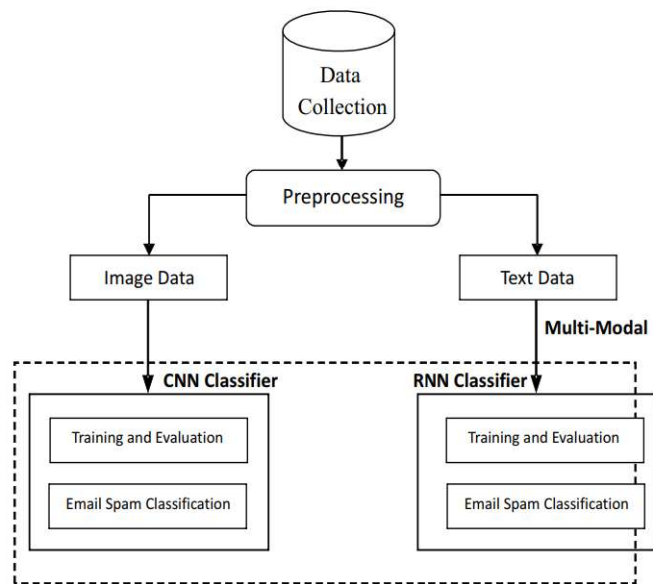 Data
Collection
Preprocessing
Image Data
Text Data
Multi-Modal
CNN Classifier
RNN Classifier
Training and Evaluation
Training and Evaluation
Email Spam Classification
Email Spam Classification